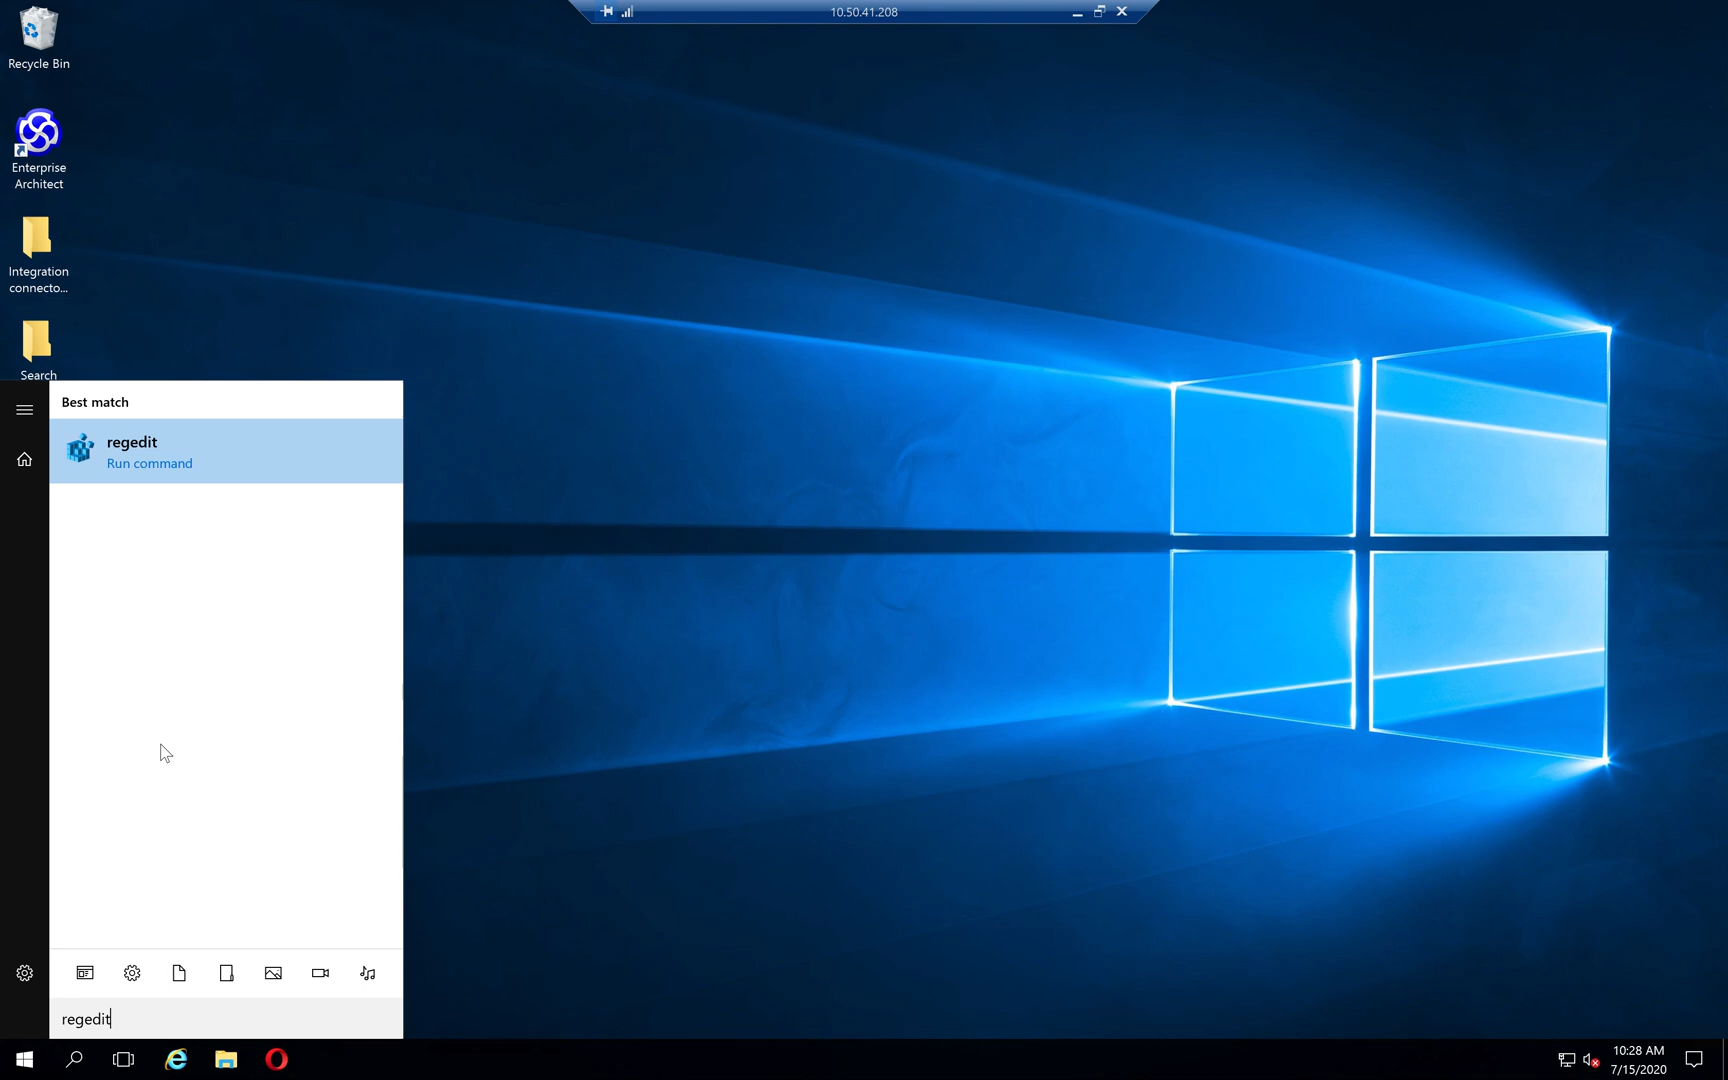 10.50.41.208
Recycle Bin
Enterprise
Architect
Integration
connecto...
Search
Best match
regedit
Run command
regedit
10:28 AM
7/15/2020